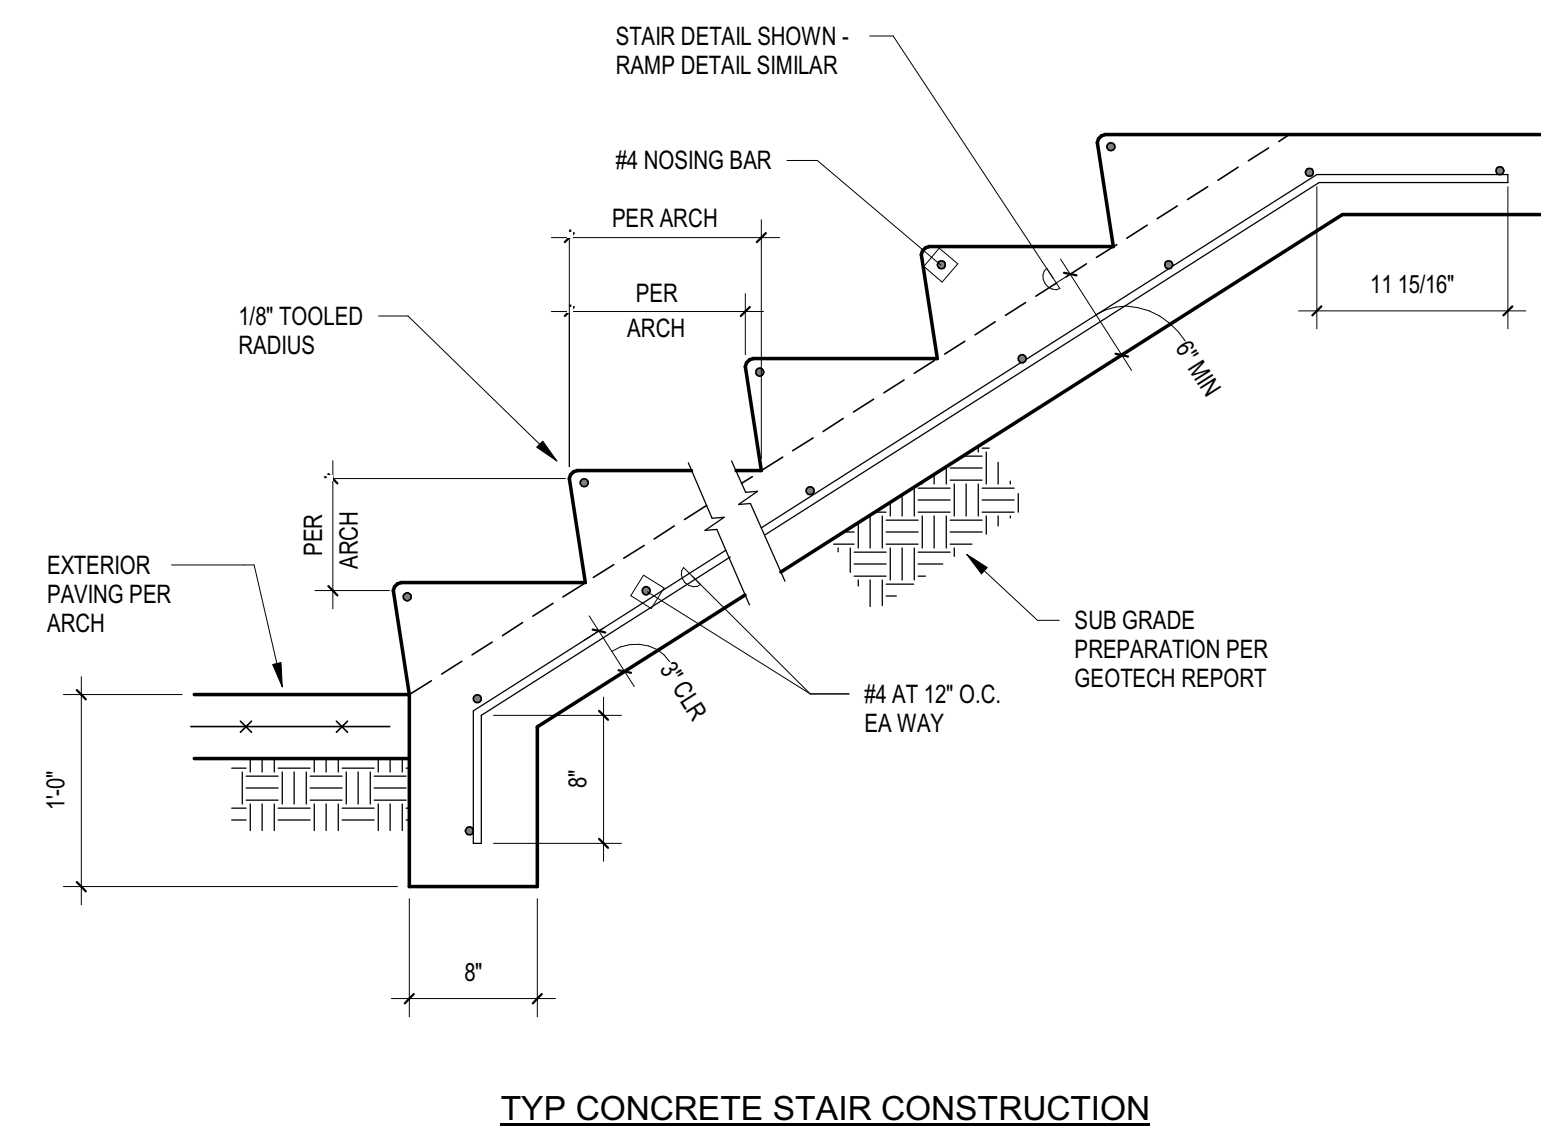 STAIR DETAIL SHOWN -
RAMP DETAIL SIMILAR
#4 NOSING BAR
PER ARCH
PER
ARCH
11 15/16"
1/8" TOOLED
RADIUS
6" MIN
PER
ARCH
EXTERIOR
PAVING PER
ARCH
SUB GRADE
PREPARATION PER
GEOTECH REPORT
3" CLR
#4 AT 12" O.C.
EA WAY
1'-0"
8"
8"
TYP CONCRETE STAIR CONSTRUCTION